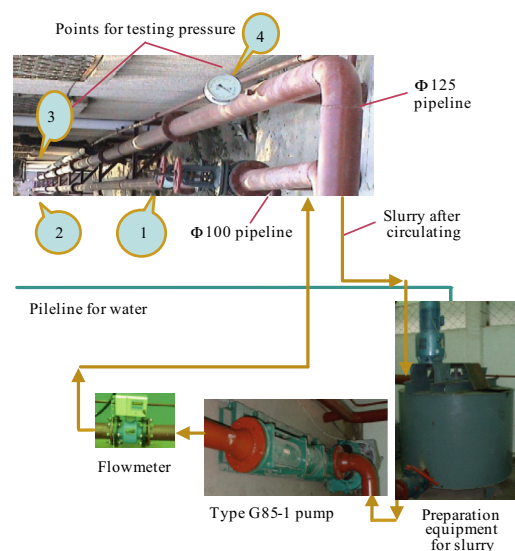 Points for testing pressure
4
Φ125
pipeline
3
2
1
Φ100 pipeline
Slurry after
circulating
Pileline for water
Flowmeter
Type G85-1 pump
Preparation
equipment
for slurry